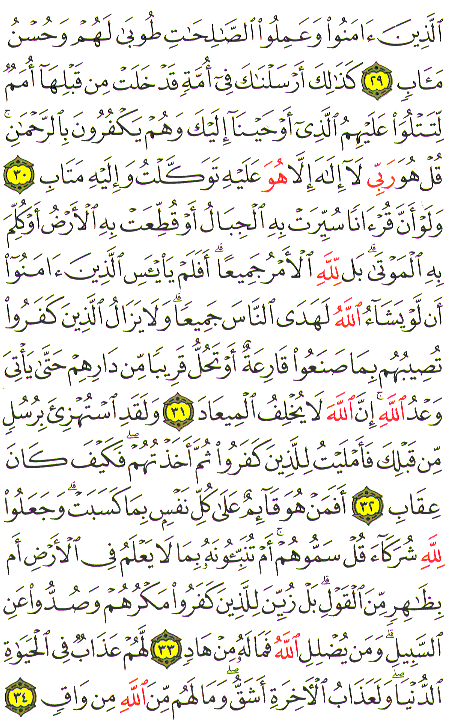 ٱلَّذِينَ ءَامَنُوا۟ وَعَمِلُوا۟ ٱلصَّـٰلِحَـٰتِ طُوبَىٰ لَهُمْ وَحُسْنُ
مَـَٔابٍ ٢٩ كَذَٰلِكَ أَرْسَلْنَـٰكَ فِىٓ أُمَّةٍ قَدْ خَلَتْ مِن قَبْلِهَآ أُمَمٌ
لِّتَتْلُوَا۟ عَلَيْهِمُ ٱلَّذِىٓ أَوْحَيْنَآ إِلَيْكَ وَهُمْ يَكْفُرُونَ بِٱلرَّحْمَـٰنِ ۚ
قُلْ هُوَ رَبِّى لَآ إِلَـٰهَ إِلَّا هُوَ عَلَيْهِ تَوَكَّلْتُ وَإِلَيْهِ مَتَابِ ٣٠
وَلَوْ أَنَّ قُرْءَانًا سُيِّرَتْ بِهِ ٱلْجِبَالُ أَوْ قُطِّعَتْ بِهِ ٱلْأَرْضُ أَوْ كُلِّمَ
بِهِ ٱلْمَوْتَىٰ ۗ بَل لِّلَّهِ ٱلْأَمْرُ جَمِيعًا ۗ أَفَلَمْ يَا۟يْـَٔسِ ٱلَّذِينَ ءَامَنُوٓا۟
أَن لَّوْ يَشَآءُ ٱللَّهُ لَهَدَى ٱلنَّاسَ جَمِيعًا ۗ وَلَا يَزَالُ ٱلَّذِينَ كَفَرُوا۟
تُصِيبُهُم بِمَا صَنَعُوا۟ قَارِعَةٌ أَوْ تَحُلُّ قَرِيبًا مِّن دَارِهِمْ حَتَّىٰ يَأْتِىَ
وَعْدُ ٱللَّهِ ۚ إِنَّ ٱللَّهَ لَا يُخْلِفُ ٱلْمِيعَادَ ٣١ وَلَقَدِ ٱسْتُهْزِئَ بِرُسُلٍ
مِّن قَبْلِكَ فَأَمْلَيْتُ لِلَّذِينَ كَفَرُوا۟ ثُمَّ أَخَذْتُهُمْ ۖ فَكَيْفَ كَانَ
عِقَابِ ٣٢ أَفَمَنْ هُوَ قَآئِمٌ عَلَىٰ كُلِّ نَفْسٍۭ بِمَا كَسَبَتْ ۗ وَجَعَلُوا۟
لِلَّهِ شُرَكَآءَ قُلْ سَمُّوهُمْ ۚ أَمْ تُنَبِّـُٔونَهُۥ بِمَا لَا يَعْلَمُ فِى ٱلْأَرْضِ أَم
بِظَـٰهِرٍ مِّنَ ٱلْقَوْلِ ۗ بَلْ زُيِّنَ لِلَّذِينَ كَفَرُوا۟ مَكْرُهُمْ وَصُدُّوا۟ عَنِ
ٱلسَّبِيلِ ۗ وَمَن يُضْلِلِ ٱللَّهُ فَمَا لَهُۥ مِنْ هَادٍ ٣٣ لَّهُمْ عَذَابٌ فِى ٱلْحَيَوٰةِ
ٱلدُّنْيَا ۖ وَلَعَذَابُ ٱلْـَٔاخِرَةِ أَشَقُّ ۖ وَمَا لَهُم مِّنَ ٱللَّهِ مِن وَاقٍ ٣٤